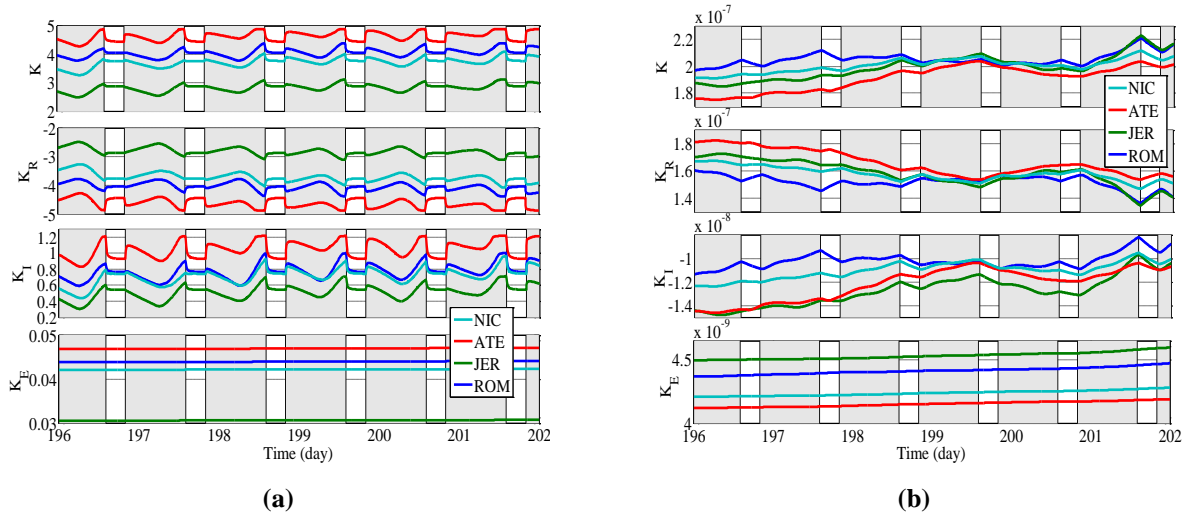 5
4
3
2
K
-2
-3
-4
-5
K_R
1.2
1
0.8
0.6
0.4
0.2
K_I
NIC
ATE
JER
ROM
0.05
0.04
0.03
K_E
196 197 198 199 200 201 202
Time (day)
(a)
x 10^-7
2.2
2
1.8
K
NIC
ATE
JER
ROM
x 10^-7
1.8
1.6
1.4
K_R
x 10^-8
-1
-1.2
-1.4
K_I
x 10^-9
4.5
4
K_E
196 197 198 199 200 201 202
Time (day)
(b)